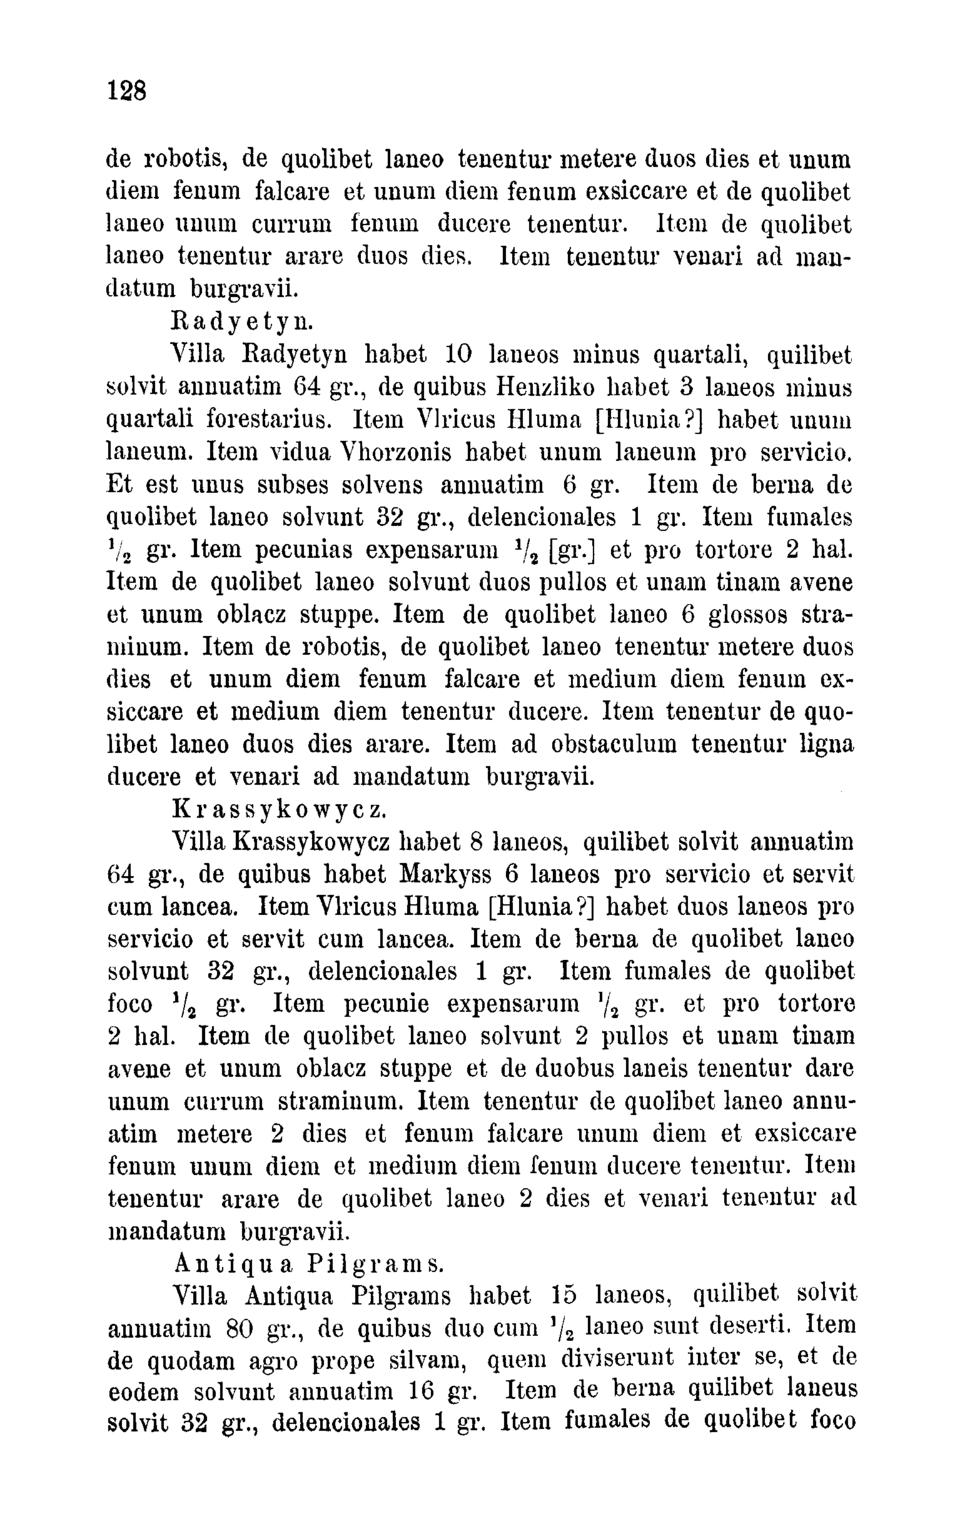 128
de robotis, de quolibet laneo tenentur metere duos dies et unum
diem fenum falcare et unum diem fenum exsiccare et de quolibet
laneo unum currum fenum ducere tenentur. Item de quolibet
laneo tenentur arare duos dies. Item tenentur venari ad man-
datum burgravii.
Radyetyn.
Villa Radyetyn habet 10 laneos minus quartali, quilibet
solvit annuatim 64 gr., de quibus Henzliko habet 3 laneos minus
quartali forestarius. Item Vlricus Hluma [Hlunia?] habet unum
laneum. Item vidua Vhorzonis habet unum laneum pro servicio.
Et est unus subses solvens annuatim 6 gr. Item de berna de
quolibet laneo solvunt 32 gr., delencionales 1 gr. Item fumales
1/2 gr. Item pecunias expensarum 1/2 [gr.] et pro tortore 2 hal.
Item de quolibet laneo solvunt duos pullos et unam tinam avene
et unum oblacz stuppe. Item de quolibet laneo 6 glossos stra-
minum. Item de robotis, de quolibet laneo tenentur metere duos
dies et unum diem fenum falcare et medium diem fenum ex-
siccare et medium diem tenentur ducere. Item tenentur de quo-
libet laneo duos dies arare. Item ad obstaculum tenentur ligna
ducere et venari ad mandatum burgravii.
Krassykowycz.
Villa Krassykowycz habet 8 laneos, quilibet solvit annuatim
64 gr., de quibus habet Markyss 6 laneos pro servicio et servit
cum lancea. Item Vlricus Hluma [Hlunia?] habet duos laneos pro
servicio et servit cum lancea. Item de berna de quolibet laneo
solvunt 32 gr., delencionales 1 gr. Item fumales de quolibet
foco 1/2 gr. Item pecunie expensarum 1/2 gr. et pro tortore
2 hal. Item de quolibet laneo solvunt 2 pullos et unam tinam
avene et unum oblacz stuppe et de duobus laneis tenentur dare
unum currum straminum. Item tenentur de quolibet laneo annu-
atim metere 2 dies et fenum falcare unum diem et exsiccare
fenum unum diem et medium diem fenum ducere tenentur. Item
tenentur arare de quolibet laneo 2 dies et venari tenentur ad
mandatum burgravii.
Antiqua Pilgrams.
Villa Antiqua Pilgrams habet 15 laneos, quilibet solvit
annuatim 80 gr., de quibus duo cum 1/2 laneo sunt deserti. Item
de quodam agro prope silvam, quem diviserunt inter se, et de
eodem solvunt annuatim 16 gr. Item de berna quilibet laneus
solvit 32 gr., delencionales 1 gr. Item fumales de quolibet foco